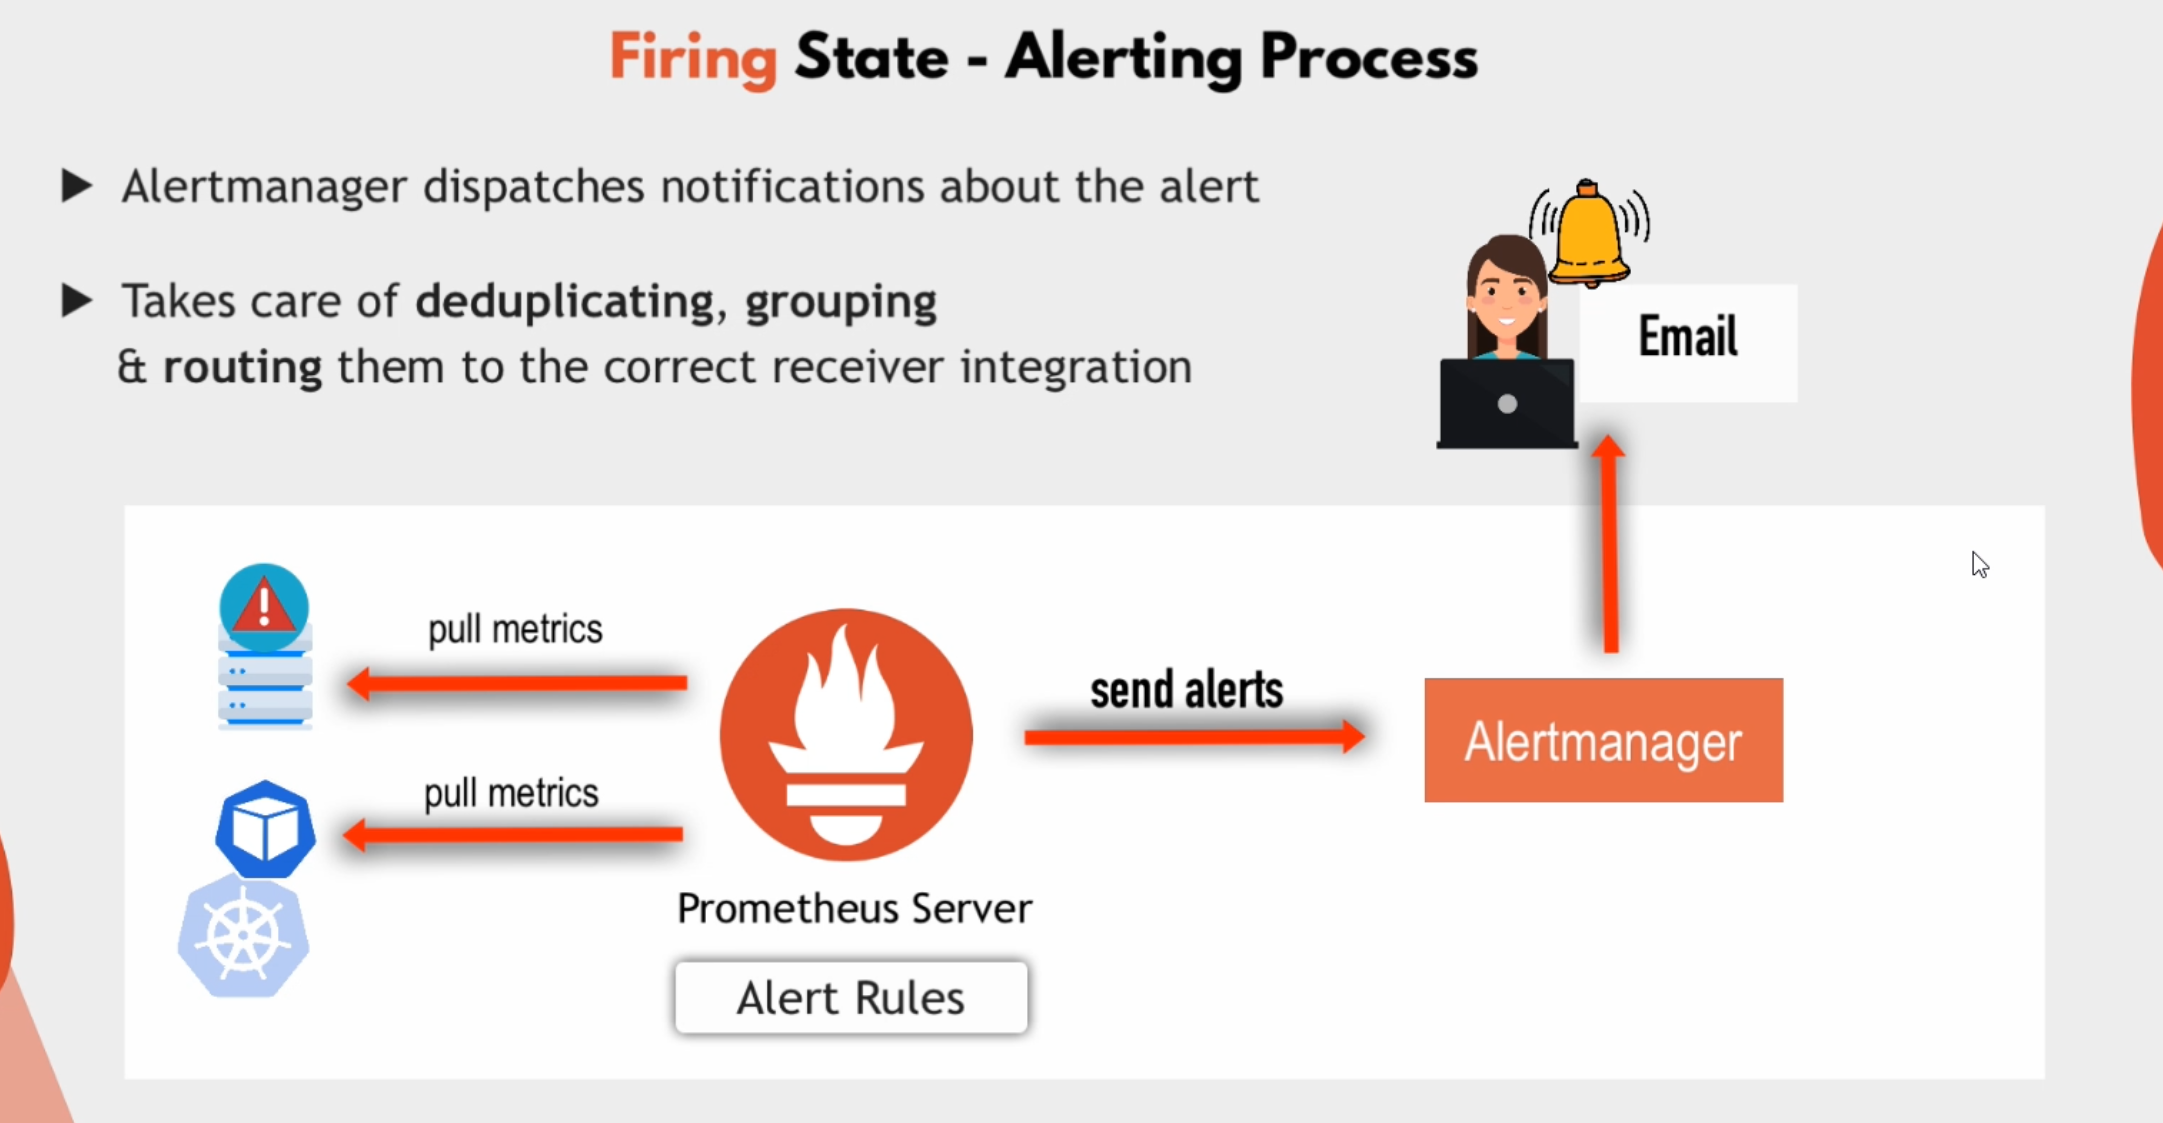 Firing State - Alerting Process
▶ Alertmanager dispatches notifications about the alert
▶ Takes care of deduplicating, grouping
& routing them to the correct receiver integration
Email
pull metrics
send alerts
Alertmanager
pull metrics
Prometheus Server
Alert Rules